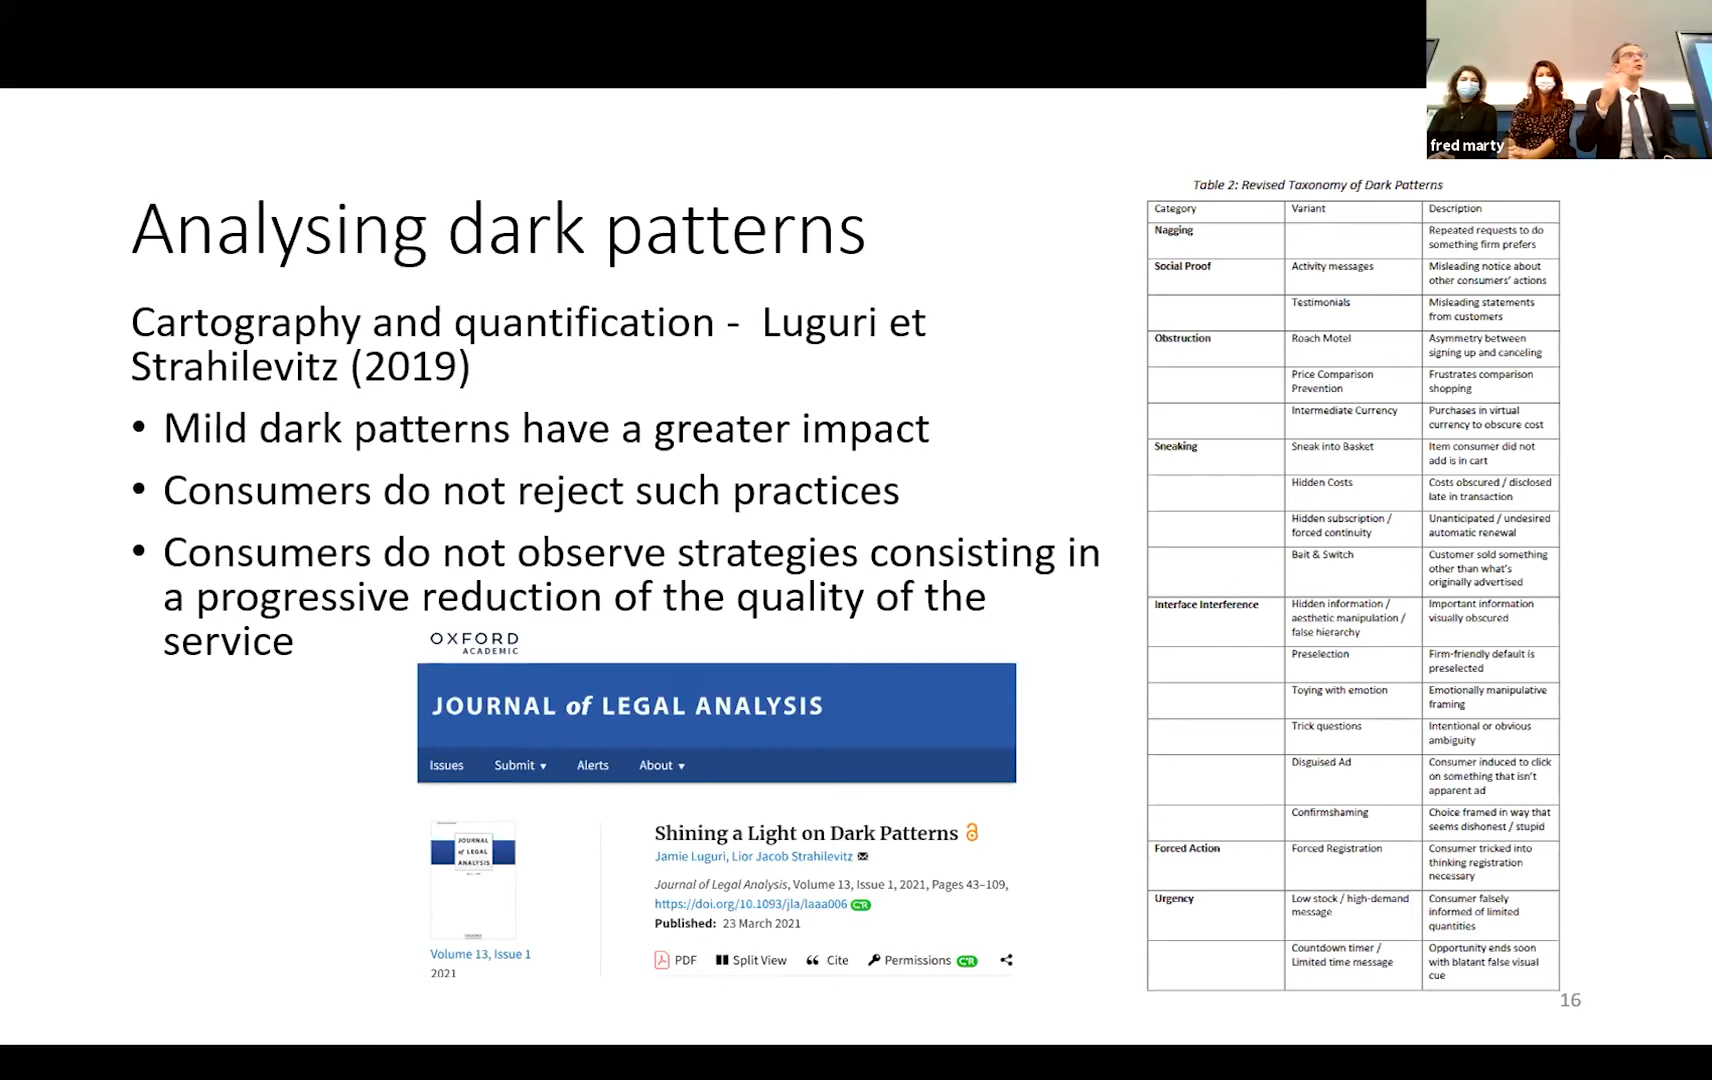 fred marty
Analysing dark patterns
Cartography and quantification -  Luguri et
Strahilevitz (2019)
• Mild dark patterns have a greater impact
• Consumers do not reject such practices
• Consumers do not observe strategies consisting in
a progressive reduction of the quality of the
service
OXFORD
ACADEMIC
JOURNAL of LEGAL ANALYSIS
Issues Submit ▾ Alerts About ▾
JOURNAL
of LEGAL
ANALYSIS
Volume 13, Issue 1
2021
Shining a Light on Dark Patterns
Jamie Luguri, Lior Jacob Strahilevitz
Journal of Legal Analysis, Volume 13, Issue 1, 2021, Pages 43–109,
https://doi.org/10.1093/jla/laaa006
Published: 23 March 2021
PDF Split View Cite Permissions
Table 2: Revised Taxonomy of Dark Patterns
Category Variant Description
Nagging Repeated requests to do
something firm prefers
Social Proof Activity messages Misleading notice about
other consumers' actions
Testimonials Misleading statements
from customers
Obstruction Roach Motel Asymmetry between
signing up and canceling
Price Comparison Frustrates comparison
Prevention shopping
Intermediate Currency Purchases in virtual
currency to obscure cost
Sneaking Sneak into Basket Item consumer did not
add is in cart
Hidden Costs Costs obscured / disclosed
late in transaction
Hidden subscription / Unanticipated / undesired
forced continuity automatic renewal
Bait & Switch Customer sold something
other than what's
originally advertised
Interface Interference Hidden information / Important information
aesthetic manipulation / visually obscured
false hierarchy
Preselection Firm-friendly default is
preselected
Toying with emotion Emotionally manipulative
framing
Trick questions Intentional or obvious
ambiguity
Disguised Ad Consumer induced to click
on something that isn't
apparent ad
Confirmshaming Choice framed in way that
seems dishonest / stupid
Forced Action Forced Registration Consumer tricked into
thinking registration
necessary
Urgency Low stock / high-demand Consumer falsely
message informed of limited
quantities
Countdown timer / Opportunity ends soon
Limited time message with blatant false visual
cue
16